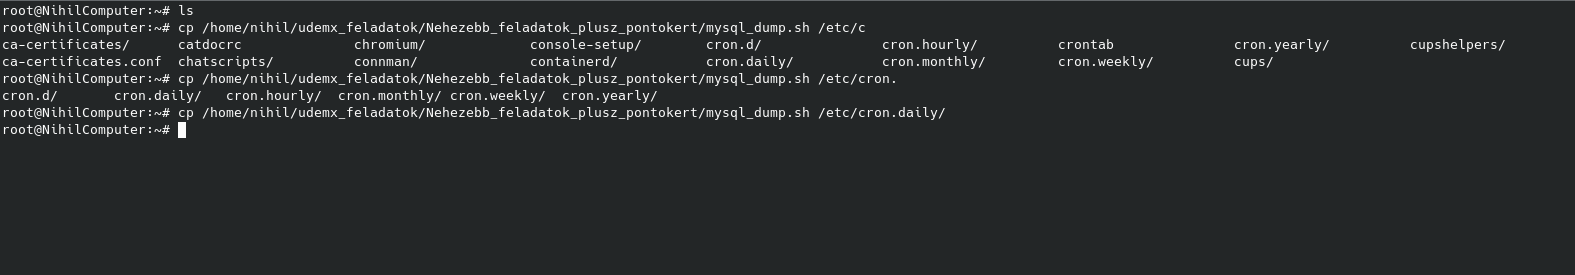 root@NihilComputer:~# ls
root@NihilComputer:~# cp /home/nihil/udemx_feladatok/Nehezebb_feladatok_plusz_pontokert/mysql_dump.sh /etc/c
ca-certificates/ catdocrc chromium/ console-setup/ cron.d/ cron.hourly/ crontab cron.yearly/ cupshelpers/
ca-certificates.conf chatscripts/ connman/ containerd/ cron.daily/ cron.monthly/ cron.weekly/ cups/
root@NihilComputer:~# cp /home/nihil/udemx_feladatok/Nehezebb_feladatok_plusz_pontokert/mysql_dump.sh /etc/cron.
cron.d/ cron.daily/ cron.hourly/ cron.monthly/ cron.weekly/ cron.yearly/
root@NihilComputer:~# cp /home/nihil/udemx_feladatok/Nehezebb_feladatok_plusz_pontokert/mysql_dump.sh /etc/cron.daily/
root@NihilComputer:~#